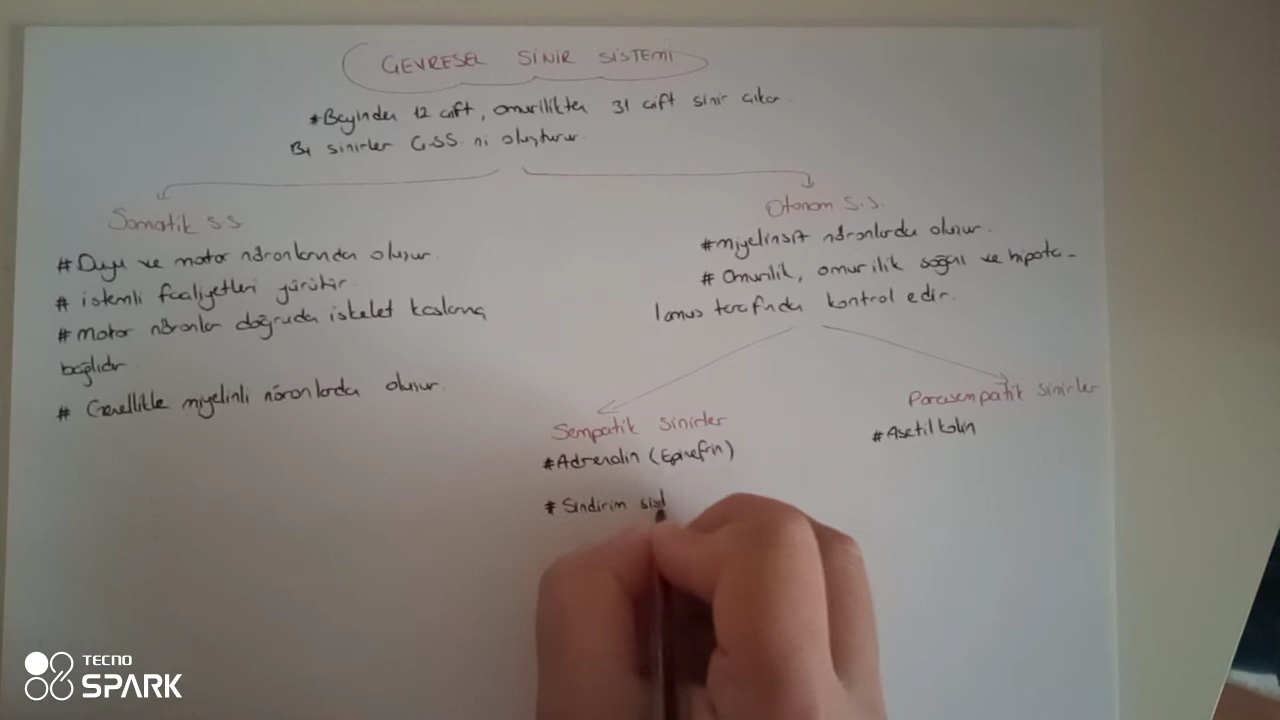 ÇEVRESEL SİNİR SİSTEMİ
*Beyinden 12 çift, omurilikten 31 çift sinir çıkar.
Bu sinirler Ç.S.S. ni oluşturur.
Somatik S.S
# Duyu ve motor nöronlarından oluşur.
# İstemli faaliyetleri yürütür.
# Motor nöronlar doğrudan iskelet kaslarına
bağlıdır.
# Genellikle miyelinli nöronlardan oluşur.
Otonom S.S.
# Miyelinsiz nöronlardan oluşur.
# Omurilik, omurilik soğanı ve hipota-
lamus tarafından kontrol edilir.
Sempatik Sinirler
*Adrenalin (Epinefrin)
* Sindirim sist
Parasempatik Sinirler
# Asetilkolin
TECNO
SPARK